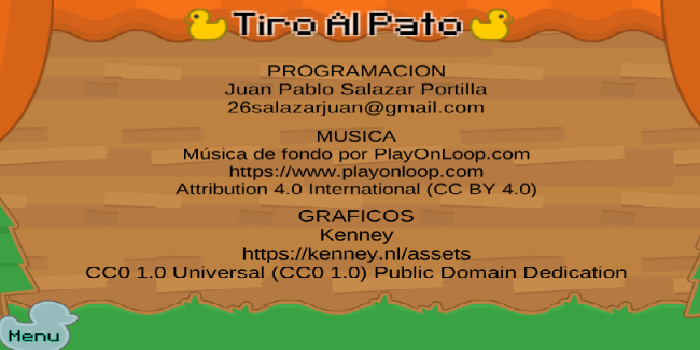 Tiro Al Pato
PROGRAMACION
Juan Pablo Salazar Portilla
26salazarjuan@gmail.com
MUSICA
Música de fondo por PlayOnLoop.com
https://www.playonloop.com
Attribution 4.0 International (CC BY 4.0)
GRAFICOS
Kenney
https://kenney.nl/assets
CC0 1.0 Universal (CC0 1.0) Public Domain Dedication
Menu